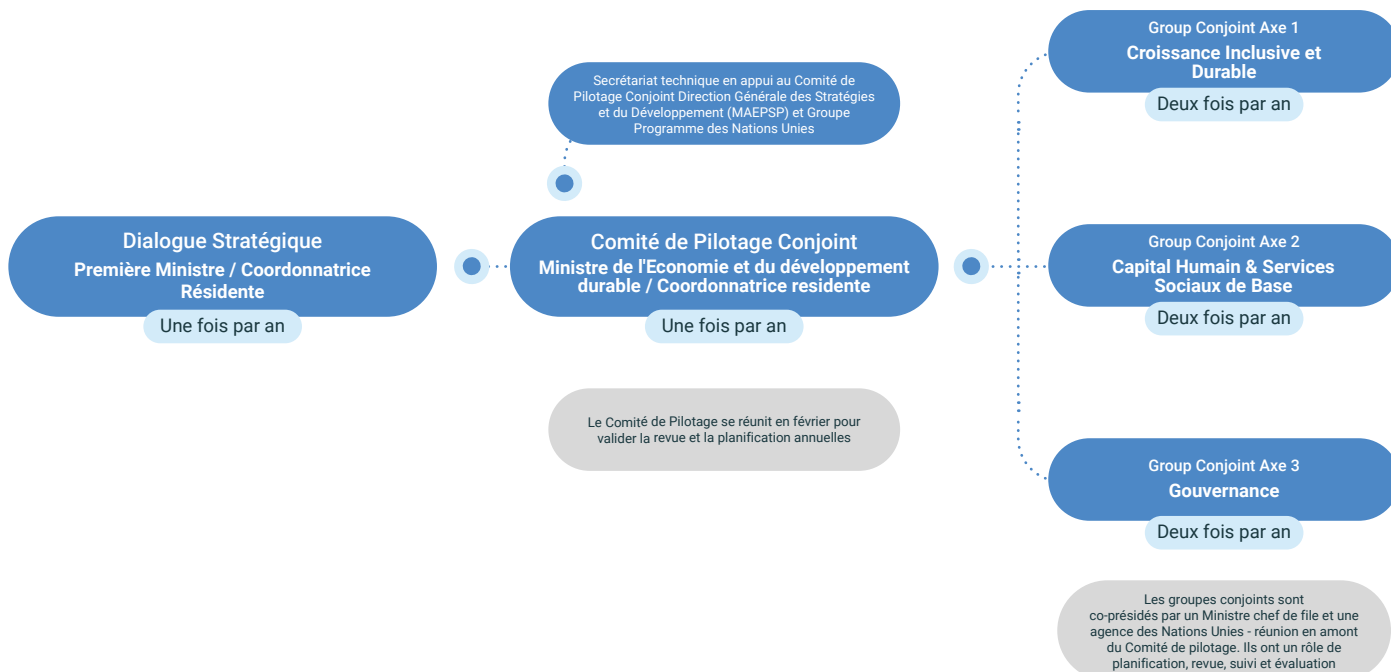 Dialogue Stratégique
Première Ministre / Coordonnatrice
Résidente
Une fois par an
Secrétariat technique en appui au Comité de
Pilotage Conjoint Direction Générale des Stratégies
et du Développement (MAEPSP) et Groupe
Programme des Nations Unies
Comité de Pilotage Conjoint
Ministre de l'Economie et du développement
durable / Coordonnatrice residente
Une fois par an
Le Comité de Pilotage se réunit en février pour
valider la revue et la planification annuelles
Group Conjoint Axe 1
Croissance Inclusive et
Durable
Deux fois par an
Group Conjoint Axe 2
Capital Humain & Services
Sociaux de Base
Deux fois par an
Group Conjoint Axe 3
Gouvernance
Deux fois par an
Les groupes conjoints sont
co-présidés par un Ministre chef de file et une
agence des Nations Unies - réunion en amont
du Comité de pilotage. Ils ont un rôle de
planification, revue, suivi et évaluation